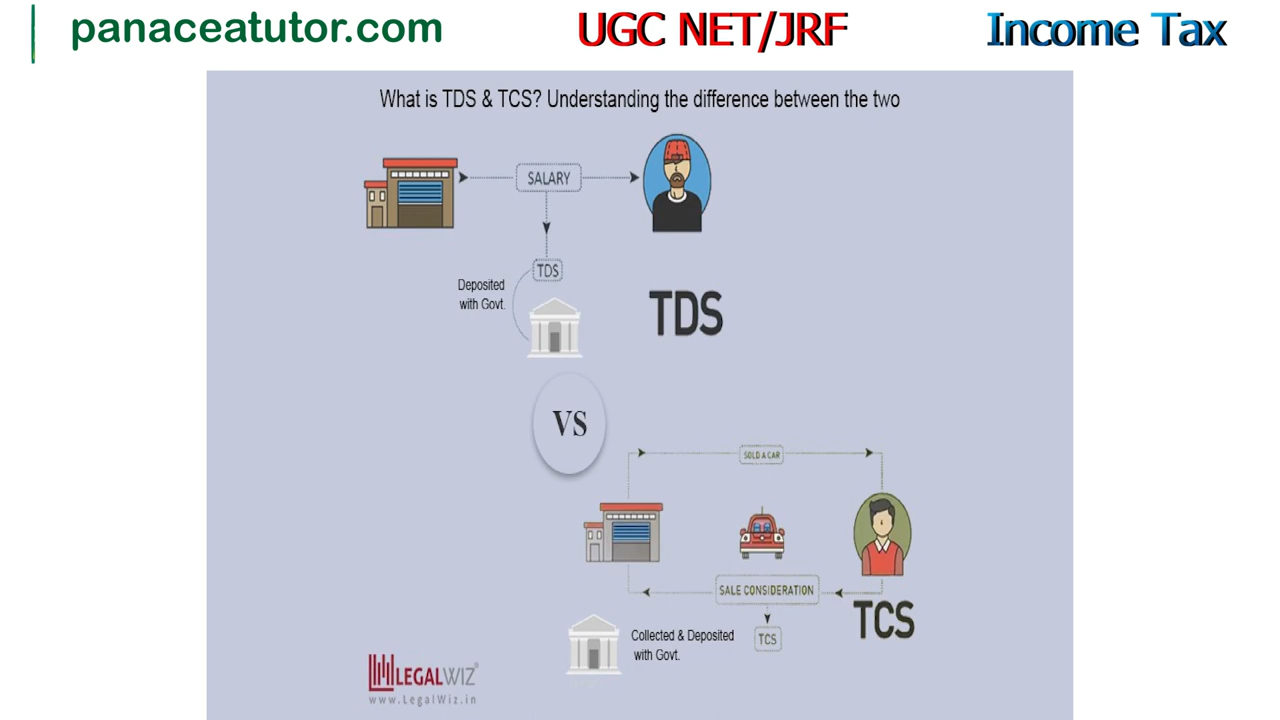 panaceatutor.com
UGC NET/JRF
Income Tax
What is TDS & TCS? Understanding the difference between the two
SALARY
TDS
Deposited
with Govt.
TDS
VS
SOLD A CAR
SALE CONSIDERATION
TCS
Collected & Deposited
with Govt.
TCS
LEGALWIZ®
www.LegalWiz.in